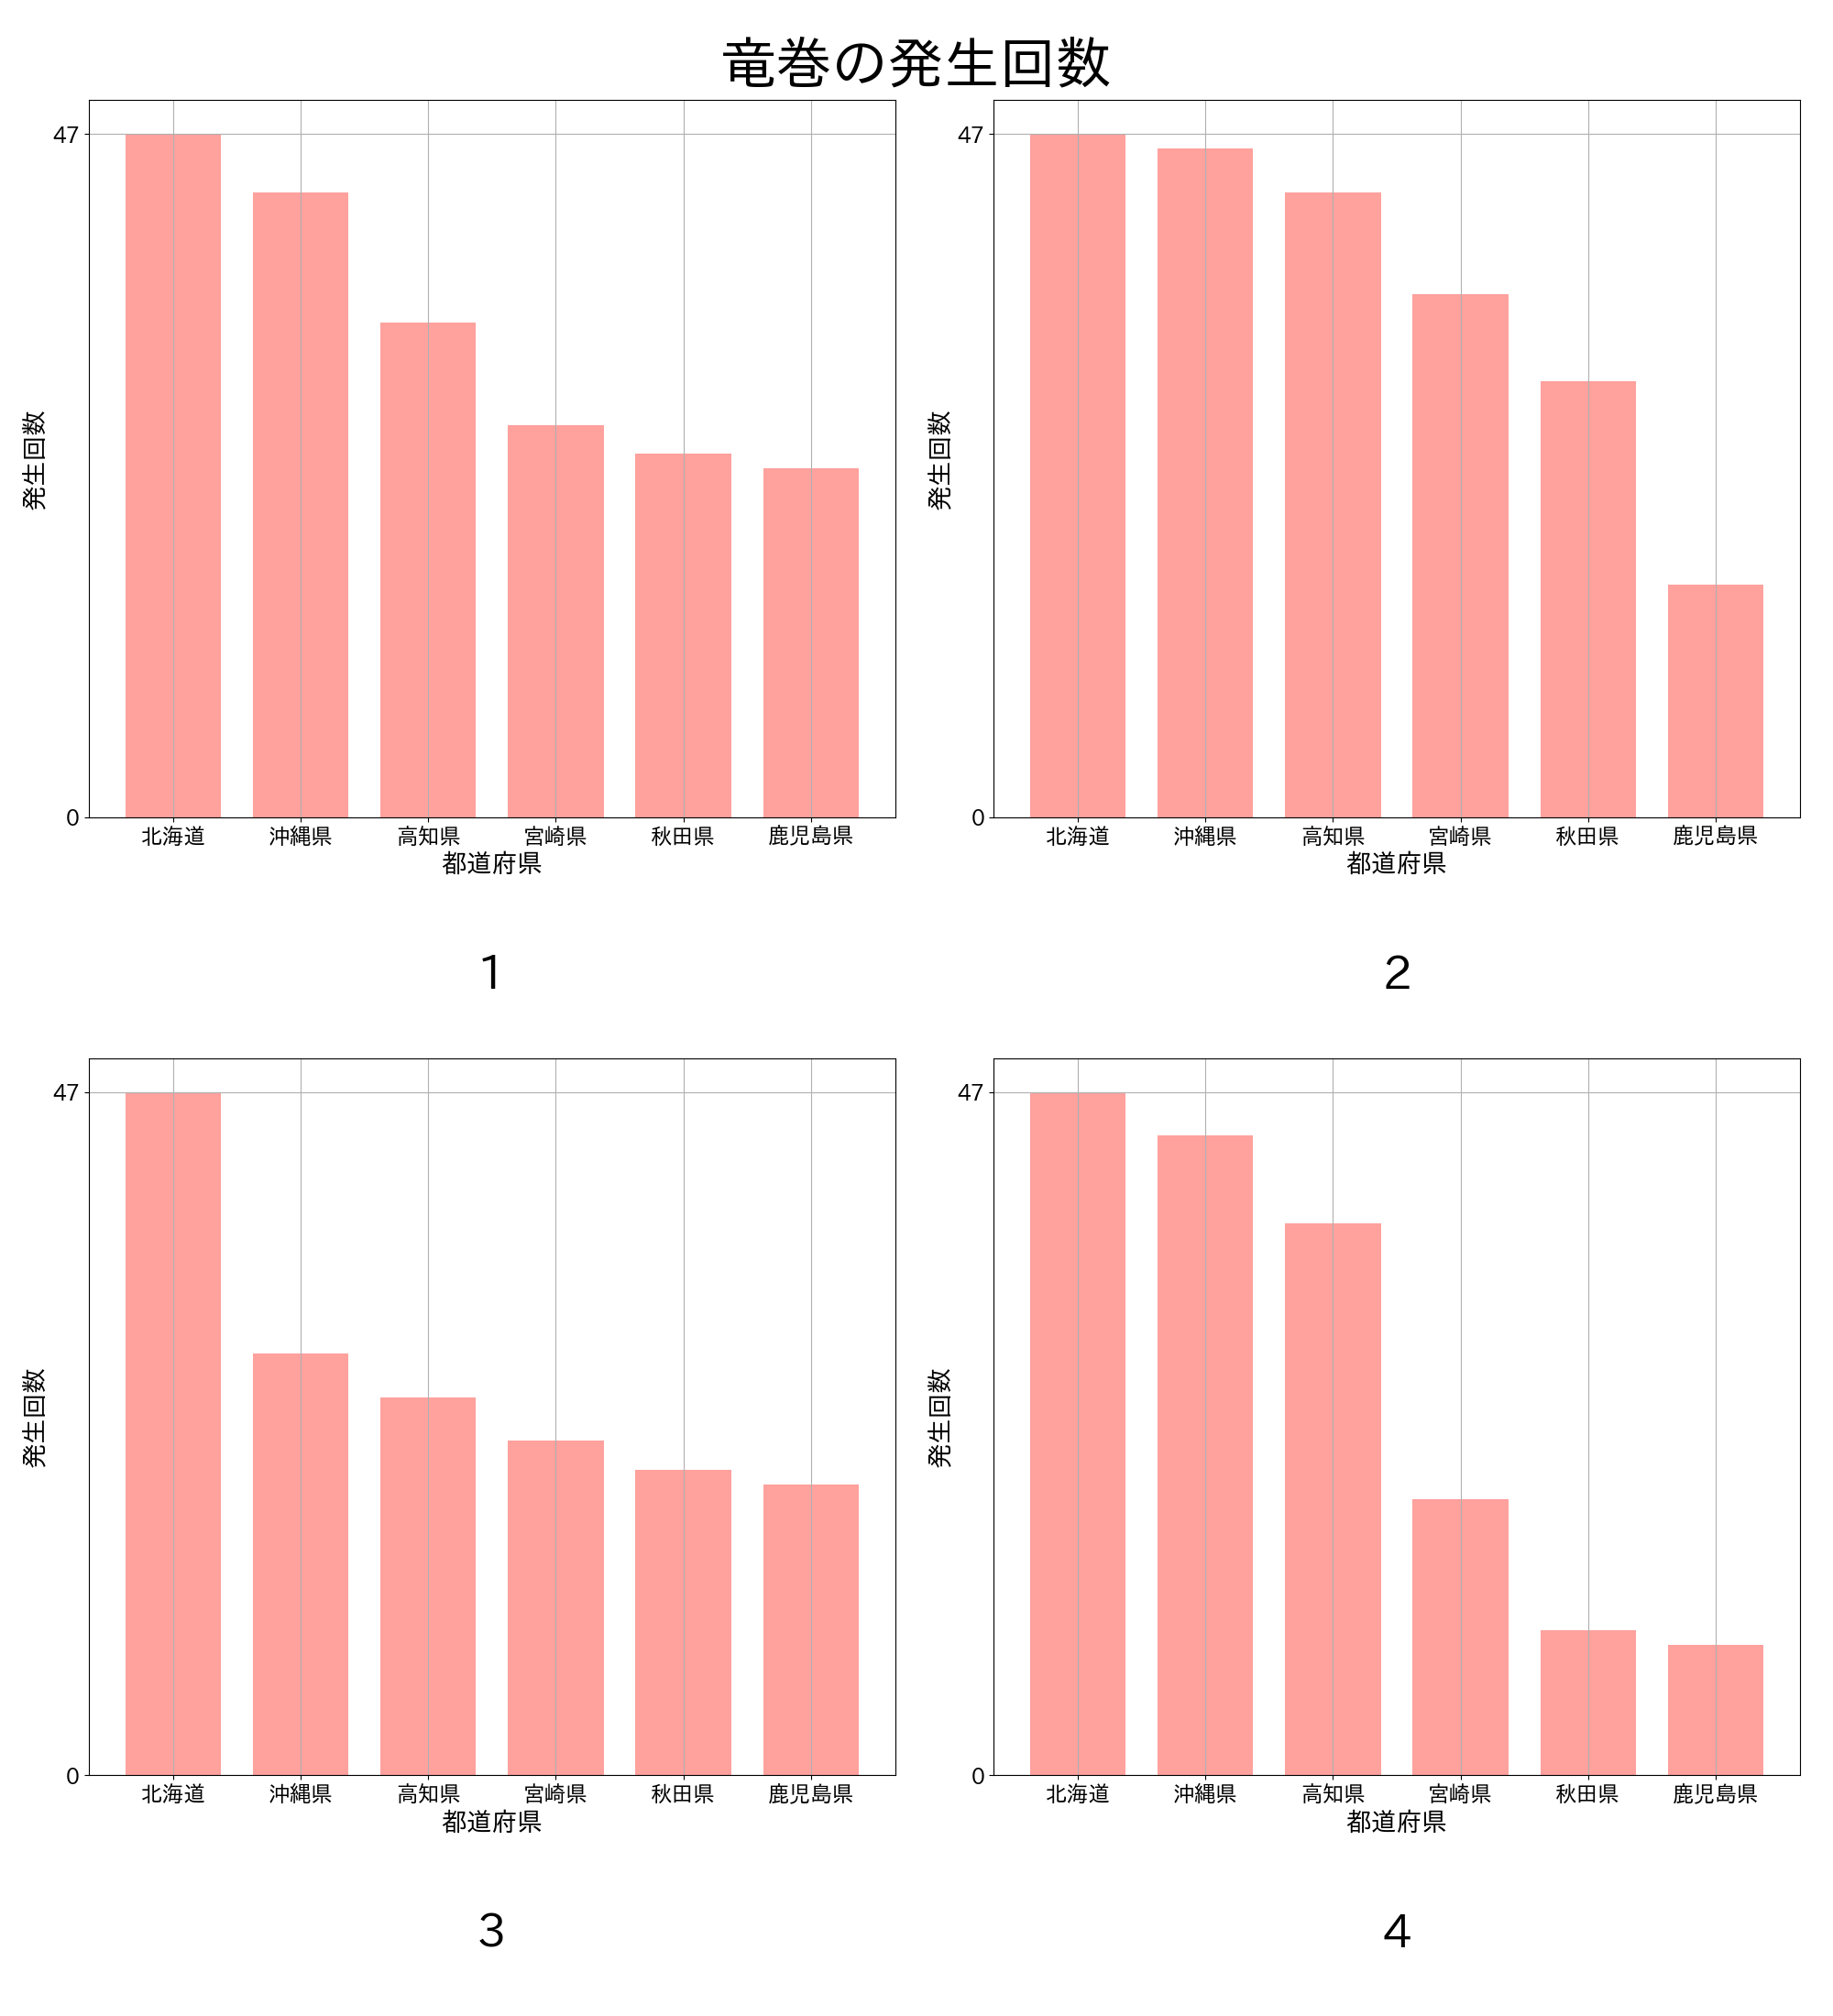 竜巻の発生回数
47
0
発生回数
北海道 沖縄県 高知県 宮崎県 秋田県 鹿児島県
都道府県
1
47
0
発生回数
北海道 沖縄県 高知県 宮崎県 秋田県 鹿児島県
都道府県
2
47
0
発生回数
北海道 沖縄県 高知県 宮崎県 秋田県 鹿児島県
都道府県
3
47
0
発生回数
北海道 沖縄県 高知県 宮崎県 秋田県 鹿児島県
都道府県
4